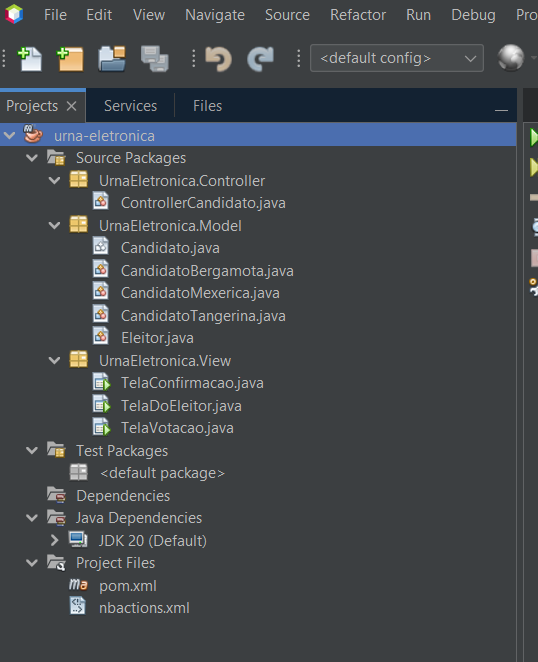 File Edit View Navigate Source Refactor Run Debug Pro
<default config>
Projects Services Files
urna-eletronica
Source Packages
UrnaEletronica.Controller
ControllerCandidato.java
UrnaEletronica.Model
Candidato.java
CandidatoBergamota.java
CandidatoMexerica.java
CandidatoTangerina.java
Eleitor.java
UrnaEletronica.View
TelaConfirmacao.java
TelaDoEleitor.java
TelaVotacao.java
Test Packages
<default package>
Dependencies
Java Dependencies
JDK 20 (Default)
Project Files
pom.xml
nbactions.xml